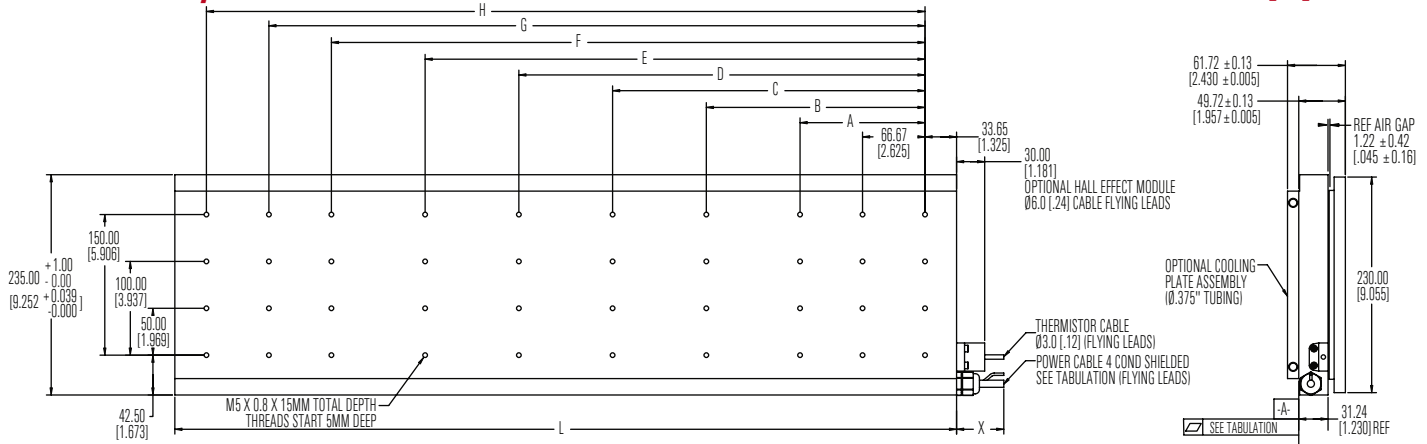 H
G
F
E
D
C
B
A
66.67
[2.625]
33.65
[1.325]
30.00
[1.181]
OPTIONAL HALL EFFECT MODULE
Ø6.0 [.24] CABLE FLYING LEADS
150.00
[5.906]
100.00
[3.937]
50.00
[1.969]
235.00 + 1.00
- 0.00
[9.252 +0.039
-0.000 ]
42.50
[1.673]
M5 X 0.8 X 15MM TOTAL DEPTH
THREADS START 5MM DEEP
L
X
THERMISTOR CABLE
Ø3.0 [.12] (FLYING LEADS)
POWER CABLE 4 COND SHIELDED
SEE TABULATION (FLYING LEADS)
61.72 ±0.13
[2.430 ±0.005]
49.72 ±0.13
[1.957 ±0.005]
REF AIR GAP
1.22 ±0.42
[.045 ±0.16]
OPTIONAL COOLING
PLATE ASSEMBLY
(Ø.375" TUBING)
230.00
[9.055]
-A-
SEE TABULATION
31.24
[1.230] REF